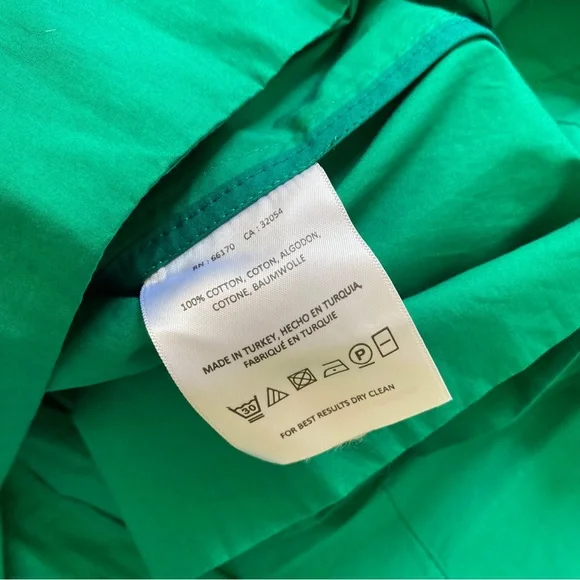 RN : 66170 CA : 32054
100% COTTON, COTON, ALGODON,
COTONE, BAUMWOLLE
MADE IN TURKEY, HECHO EN TURQUIA,
FABRIQUÉ EN TURQUIE
30
P
FOR BEST RESULTS DRY CLEAN